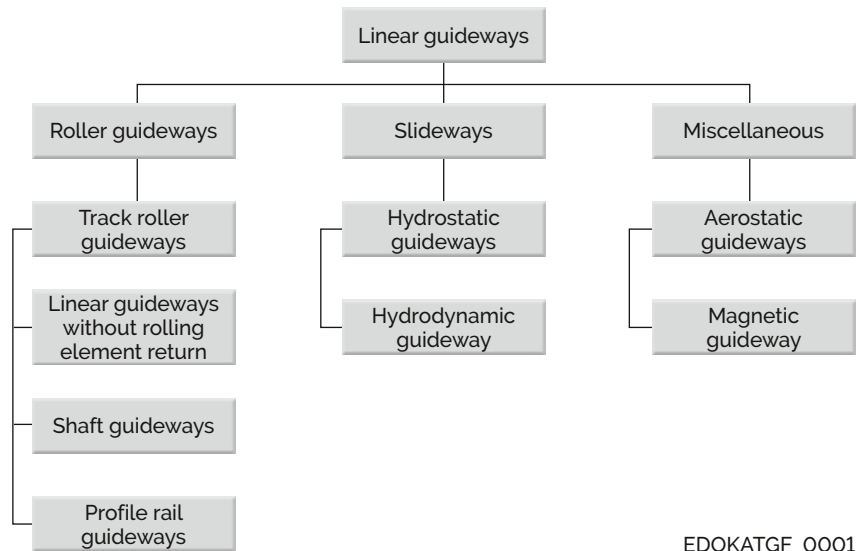 Linear guideways
Roller guideways
Slideways
Miscellaneous
Track roller
guideways
Hydrostatic
guideways
Aerostatic
guideways
Linear guideways
without rolling
element return
Hydrodynamic
guideway
Magnetic
guideway
Shaft guideways
Profile rail
guideways
EDOKATGF_0001